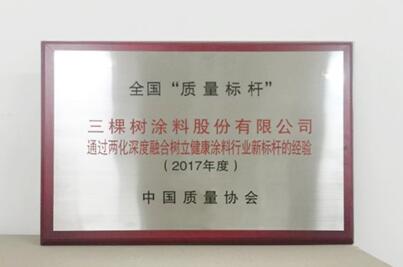 全国“质量标杆”
三棵树涂料股份有限公司
通过两化深度融合树立健康涂料行业新标杆的经验
(2017年度)
中国质量协会